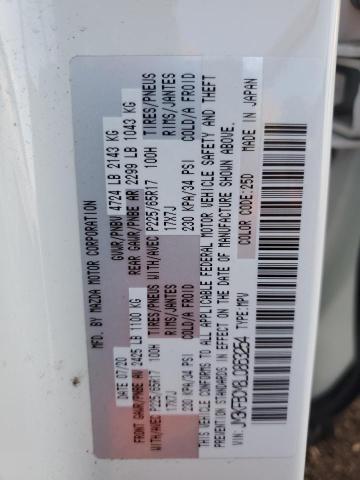 MFD. BY MAZDA MOTOR CORPORATION
DATE 07/20 GVWR/PNBV 4724 LB 2143 KG
FRONT GAWR/PNBE AV 2425 LB 1100 KG REAR GAWR/PNBE AR 2299 LB 1043 KG
WITH/AVEC P225/65R17 100H TIRES/PNEUS WITH/AVEC P225/65R17 100H TIRES/PNEUS
17X7J RIMS/JANTES 17X7J RIMS/JANTES
230 KPA/34 PSI COLD/A FROID 230 KPA/34 PSI COLD/A FROID
THIS VEHICLE CONFORMS TO ALL APPLICABLE FEDERAL MOTOR VEHICLE SAFETY AND THEFT
PREVENTION STANDARDS IN EFFECT ON THE DATE OF MANUFACTURE SHOWN ABOVE.
TYPE:MPV COLOR CODE:25D MADE IN JAPAN
VIN: